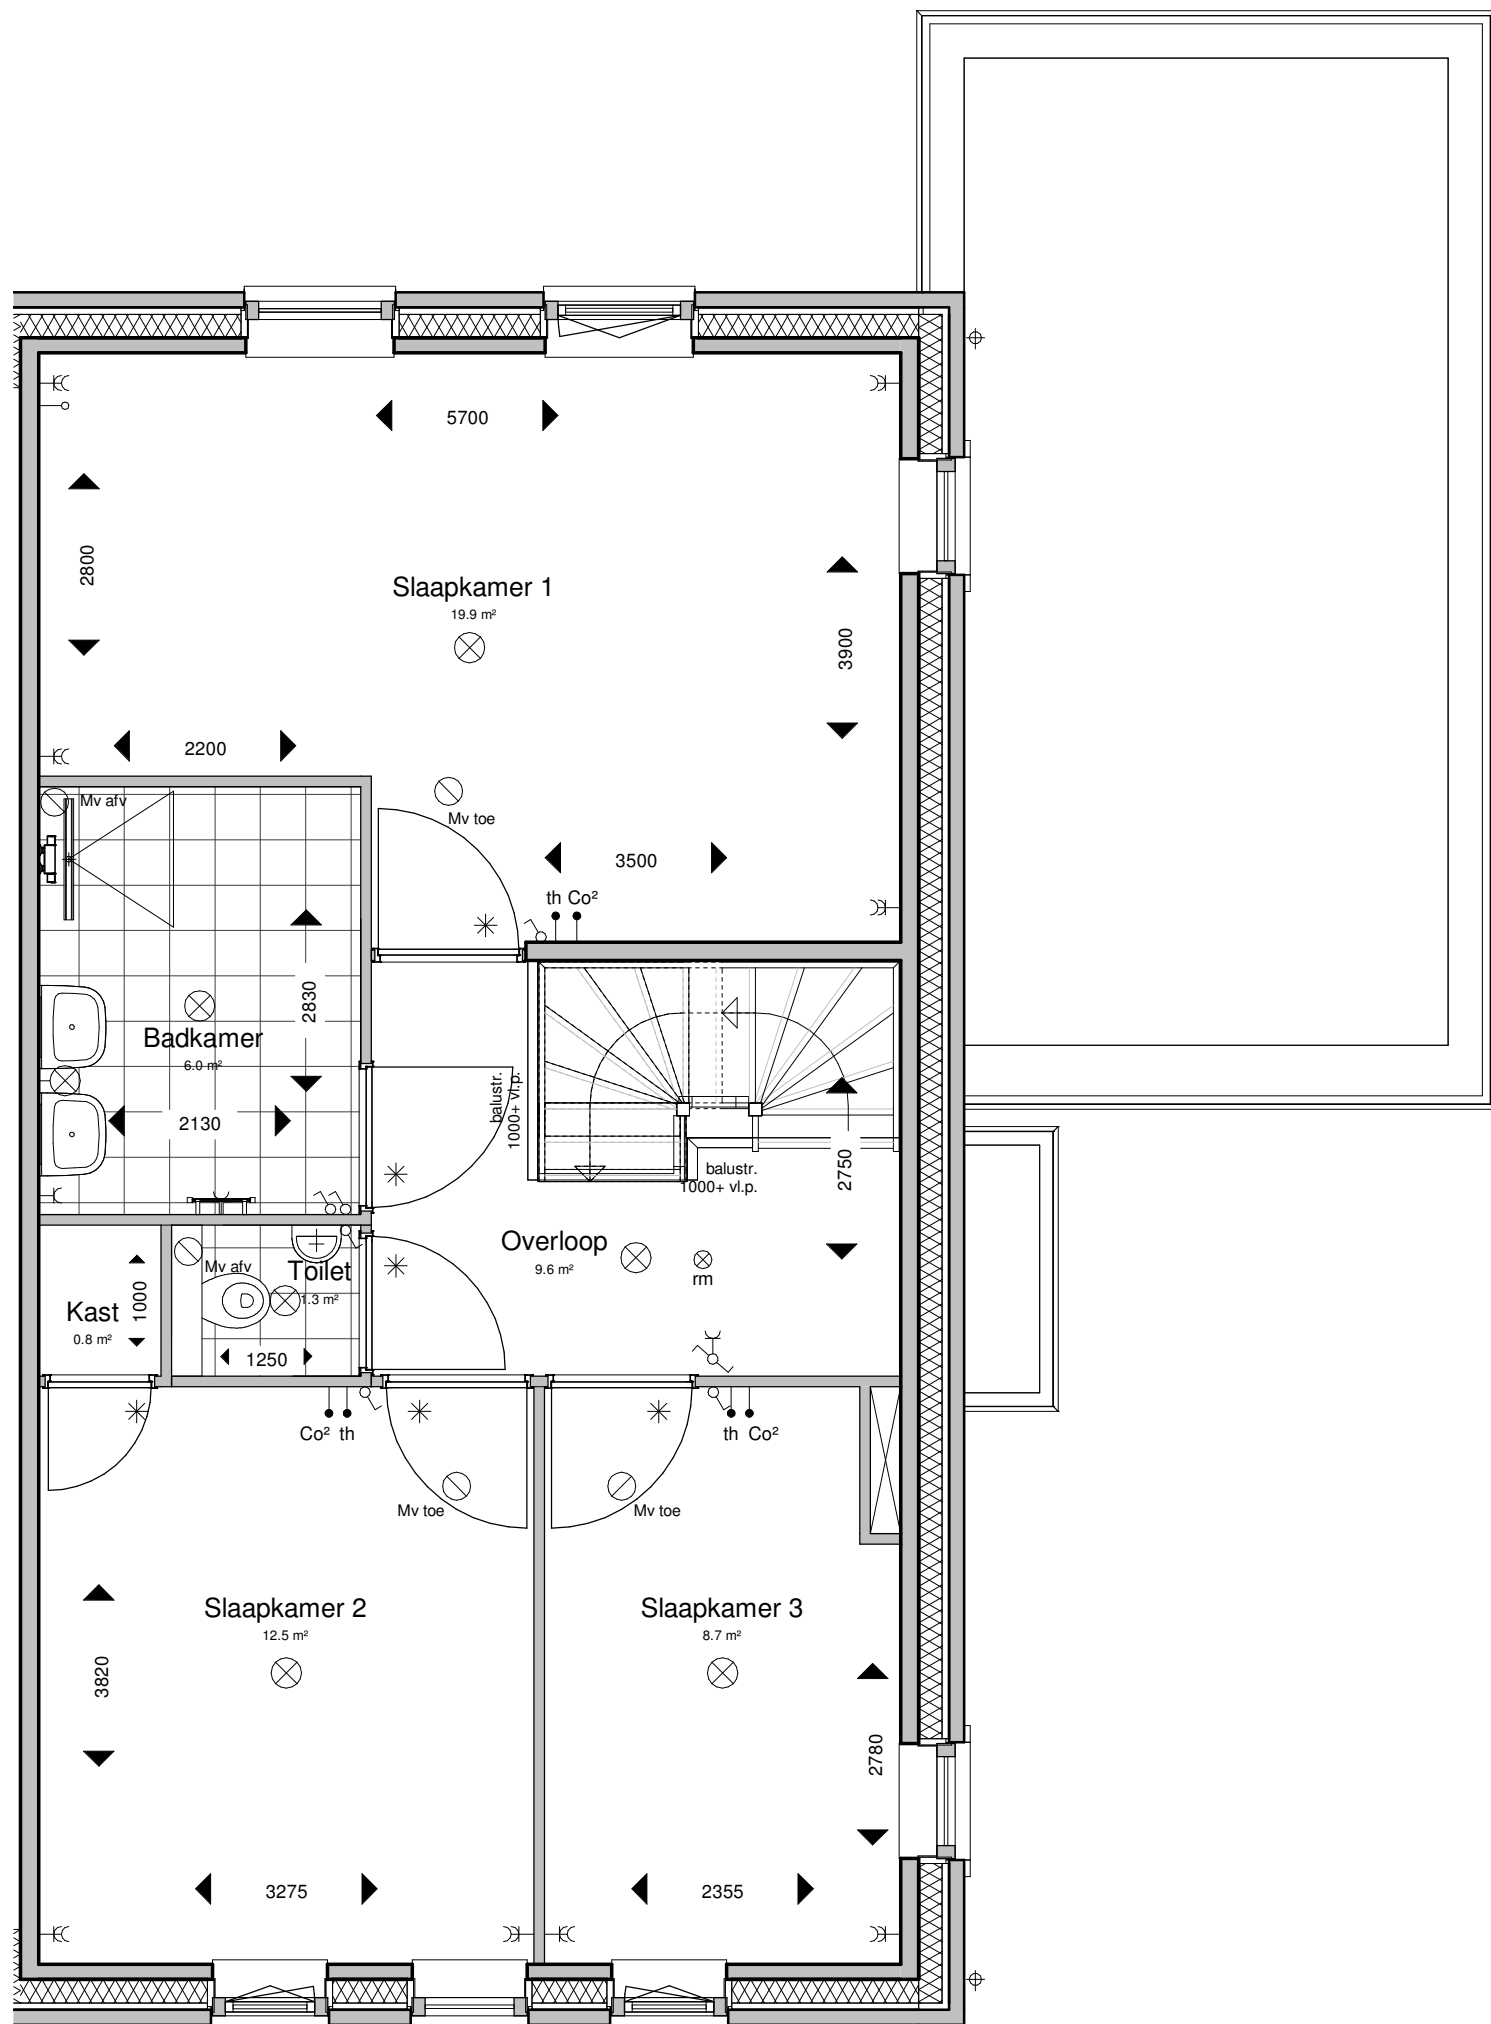 5700
2800
Slaapkamer 1
19.9 m²
3900
2200
Mv afv
Mv toe
3500
th Co²
2830
Badkamer
6.0 m²
2130
balustr.
1000+ vl.p.
balustr.
1000+ vl.p.
2750
Overloop
9.6 m²
rm
Mv afv
Toilet
1.3 m²
Kast
0.8 m²
1000
1250
Co² th
th Co²
Mv toe
Mv toe
Slaapkamer 2
12.5 m²
Slaapkamer 3
8.7 m²
3820
2780
3275
2355